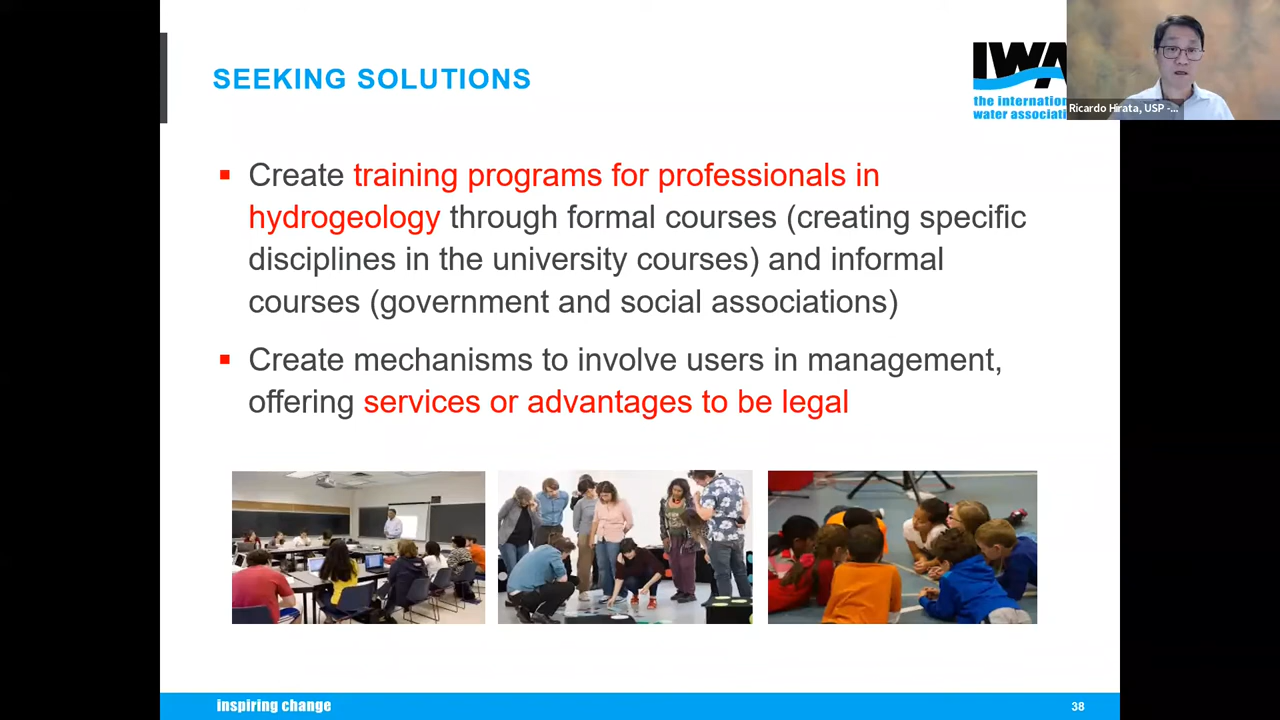 SEEKING SOLUTIONS
IWA
the internation
water associati
Ricardo Hirata, USP -...
Create training programs for professionals in
hydrogeology through formal courses (creating specific
disciplines in the university courses) and informal
courses (government and social associations)
Create mechanisms to involve users in management,
offering services or advantages to be legal
inspiring change
38